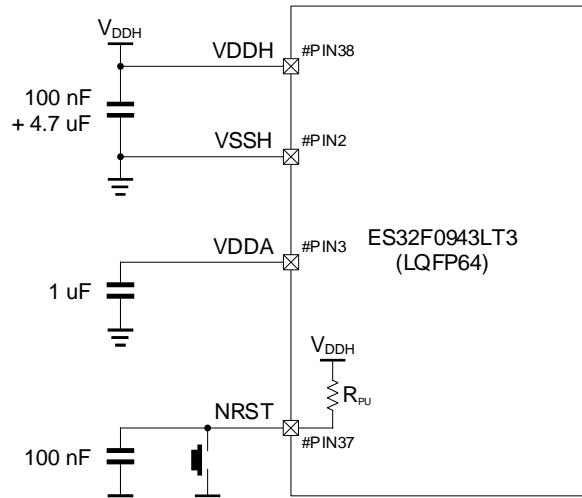 VDDH
VDDH #PIN38
100 nF
+ 4.7 uF
VSSH #PIN2
VDDA #PIN3
ES32F0943LT3
(LQFP64)
1 uF
VDDH
RPU
NRST #PIN37
100 nF